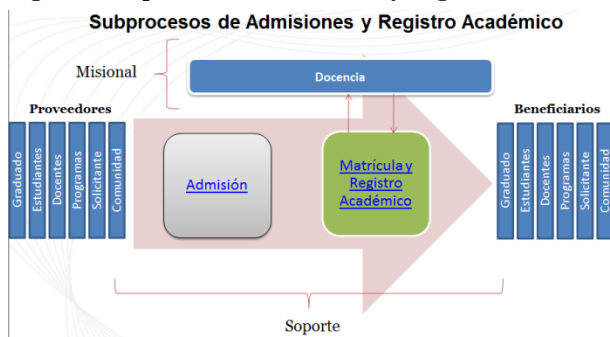 Subprocesos de Admisiones y Registro Académico
Misional
Docencia
Proveedores
Beneficiarios
Graduado
Estudiantes
Docentes
Programas
Solicitante
Comunidad
Admisión
Matrícula y
Registro
Académico
Graduado
Estudiantes
Docentes
Programas
Solicitante
Comunidad
Soporte